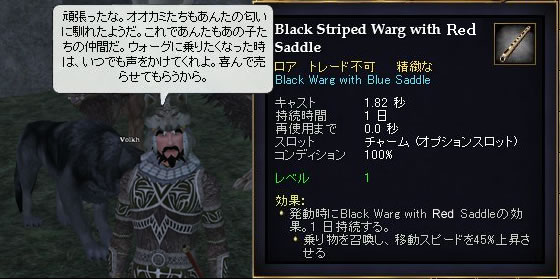 頑張ったな。オオカミたちもあんたの匂い
に馴れたようだ。これであんたもあの子た
ちの仲間だ。ウォーグに乗りたくなった時
は、いつでも声をかけてくれよ。喜んで売
らせてもらうから。
Volkh
Black Striped Warg with Red
Saddle
ロア トレード不可 精緻な
Black Warg with Blue Saddle
キャスト 1.82 秒
持続時間 1 日
再使用まで 0.0 秒
スロット チャーム (オプションスロット)
コンディション 100%
レベル 1
効果:
• 発動時にBlack Warg with Red Saddleの効
果。1 日持続する。
• 乗り物を召喚し、移動スピードを45%上昇さ
せる